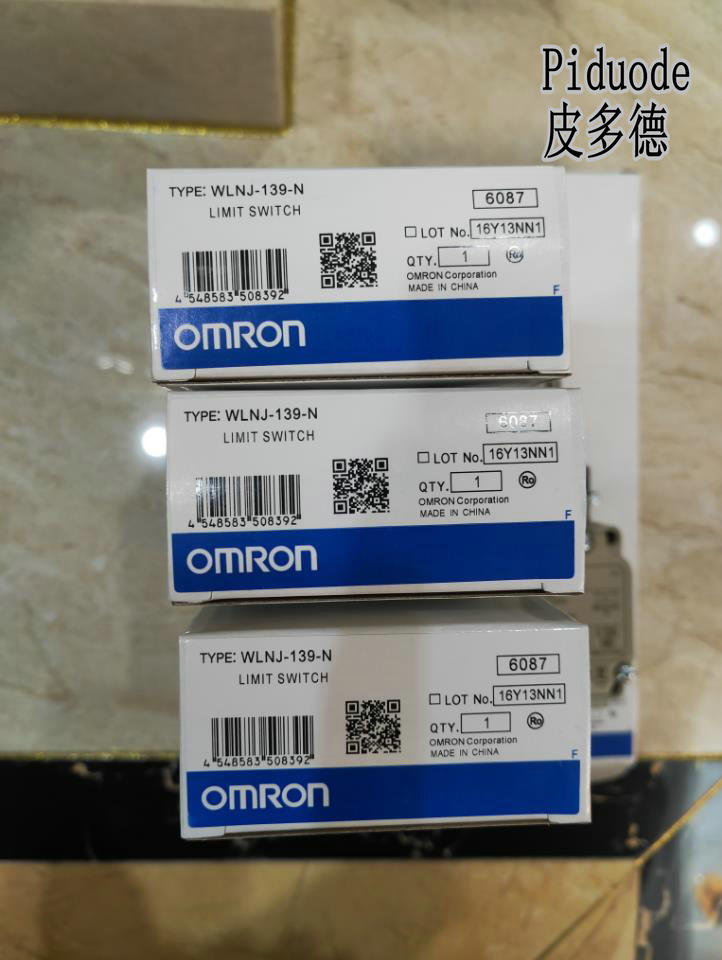 Piduode
皮多德
TYPE: WLNJ-139-N
LIMIT SWITCH
6087
LOT No. 16Y13NN1
QTY. 1
Ro
OMRON Corporation
MADE IN CHINA
4 548583 508392
F
OMRON
TYPE: WLNJ-139-N
LIMIT SWITCH
6087
LOT No. 16Y13NN1
QTY. 1
Ro
OMRON Corporation
MADE IN CHINA
4 548583 508392
F
OMRON
TYPE: WLNJ-139-N
LIMIT SWITCH
6087
LOT No. 16Y13NN1
QTY. 1
Ro
OMRON Corporation
MADE IN CHINA
4 548583 508392
F
OMRON